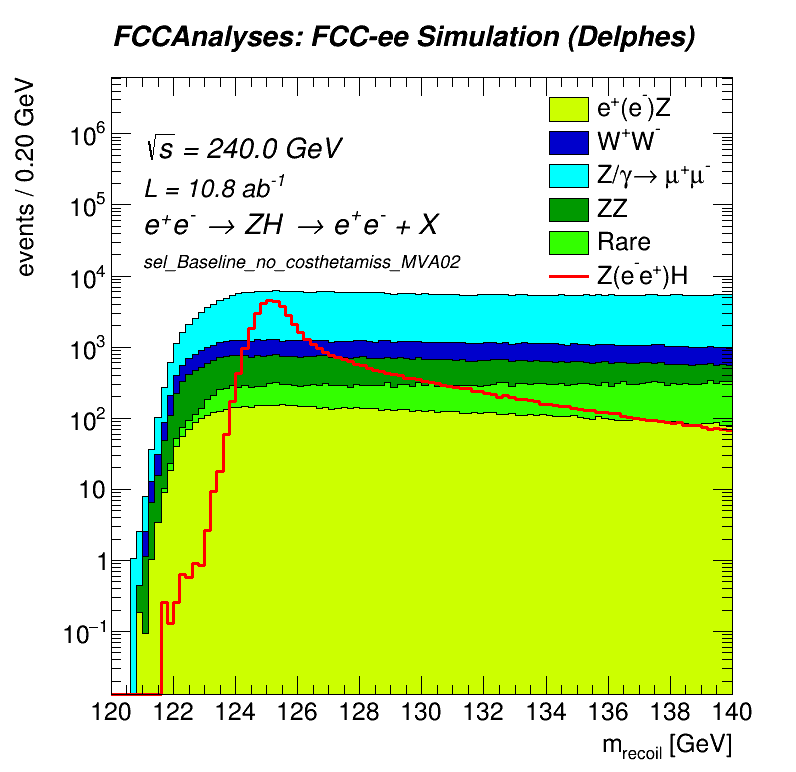 FCCAnalyses: FCC-ee Simulation (Delphes)
events / 0.20 GeV
√s = 240.0 GeV
L = 10.8 ab⁻¹
e⁺e⁻ → ZH → e⁺e⁻ + X
sel_Baseline_no_costhetamiss_MVA02
e⁺(e⁻)Z
W⁺W⁻
Z/γ→ μ⁺μ⁻
ZZ
Rare
Z(e⁻e⁺)H
10⁶
10⁵
10⁴
10³
10²
10
1
10⁻¹
120 122 124 126 128 130 132 134 136 138 140
m_recoil [GeV]